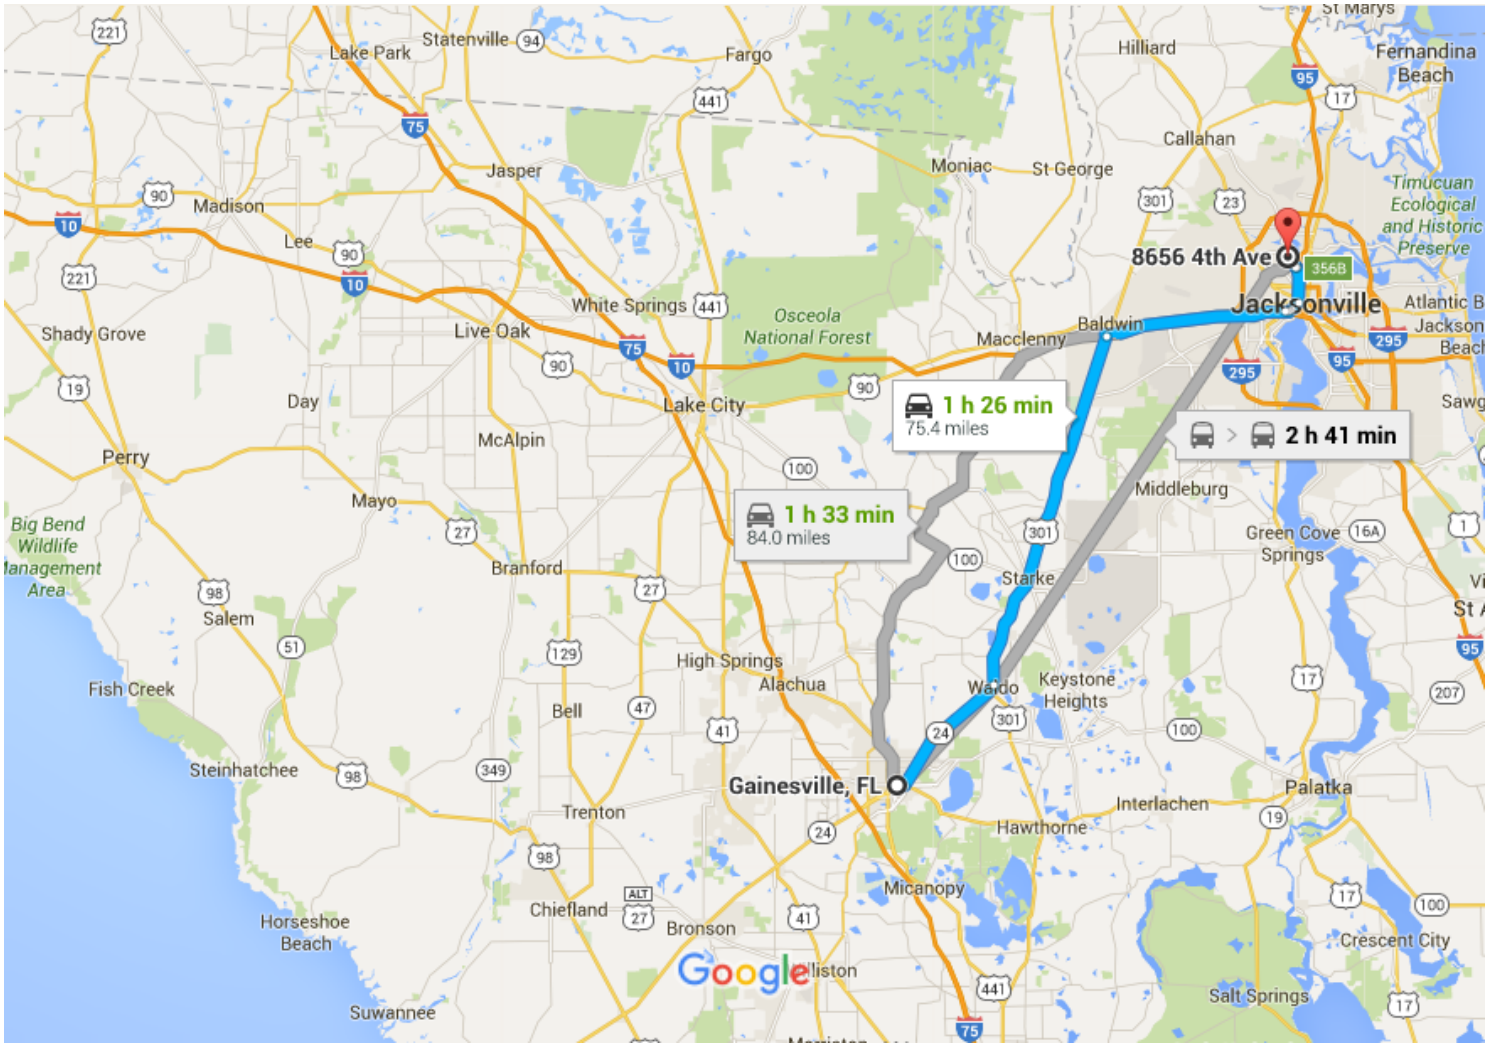 St Marys
221
Statenville
94
Lake Park
Fargo
Hilliard
Fernandina
Beach
95
17
441
75
Callahan
Jasper
Moniac
St George
Timucuan
Ecological
and Historic
Preserve
90
Madison
301
23
10
Lee
90
8656 4th Ave
356B
221
10
White Springs
441
Jacksonville
Atlantic B
Osceola
National Forest
Shady Grove
Live Oak
Macclenny
Baldwin
Jackson
Beach
295
75
10
90
95
295
19
90
Day
Lake City
1 h 26 min
75.4 miles
Sawg
McAlpin
2 h 41 min
Perry
100
Mayo
Middleburg
1 h 33 min
84.0 miles
Big Bend
Wildlife
Management
Area
27
301
Green Cove
Springs
16A
1
100
Branford
Starke
Vi
98
27
Salem
St A
51
129
95
High Springs
Alachua
Waldo
Keystone
Heights
Fish Creek
17
207
47
Bell
301
41
24
100
Steinhatchee
98
349
Gainesville, FL
Palatka
Interlachen
Trenton
19
24
Hawthorne
98
Micanopy
ALT
27
Chiefland
41
17
100
Horseshoe
Beach
Bronson
Crescent City
Google
lliston
441
Salt Springs
17
Suwannee
75